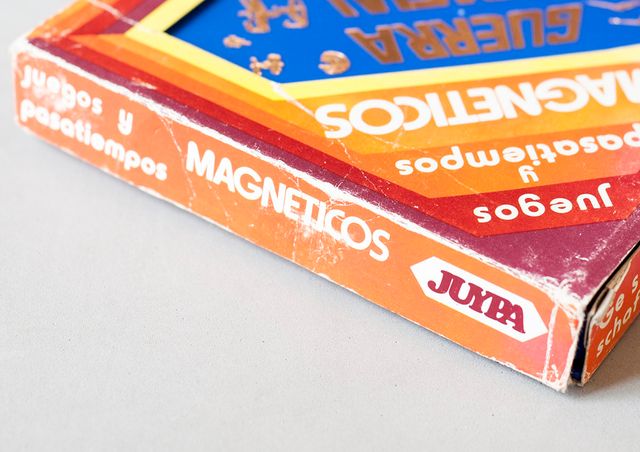 GUERRA
MAGNETICOS
pasatiempos
y
juegos
juegos y
pasatiempos
MAGNETICOS
JUYPA